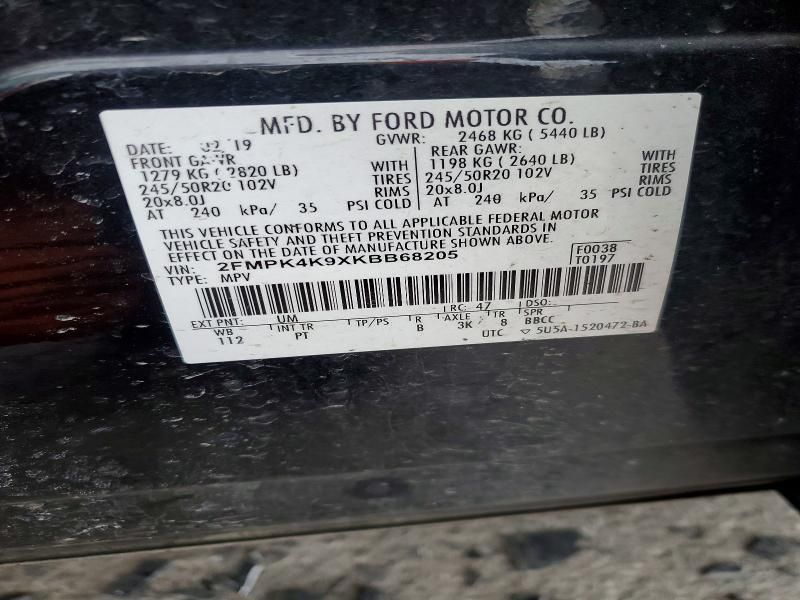 MFD. BY FORD MOTOR CO.
DATE: 02 19 GVWR: 2468 KG ( 5440 LB)
FRONT GAWR REAR GAWR:
1279 KG ( 2820 LB) WITH 1198 KG ( 2640 LB) WITH
245/50R20 102V TIRES 245/50R20 102V TIRES
20x8.0J RIMS 20x8.0J RIMS
AT 240 kPa/ 35 PSI COLD AT 240 kPa/ 35 PSI COLD
THIS VEHICLE CONFORMS TO ALL APPLICABLE FEDERAL MOTOR
VEHICLE SAFETY AND THEFT PREVENTION STANDARDS IN
EFFECT ON THE DATE OF MANUFACTURE SHOWN ABOVE.
VIN: 2FMPK4K9XKBB68205 F0038
TYPE: MPV T0197
EXT PNT: UM RC: 47 DSO:
WB INT TR TP/PS R AXLE TR SPR
112 PT B 3K 8 BBCC
UTC ▽ 5U5A-1520472-BA